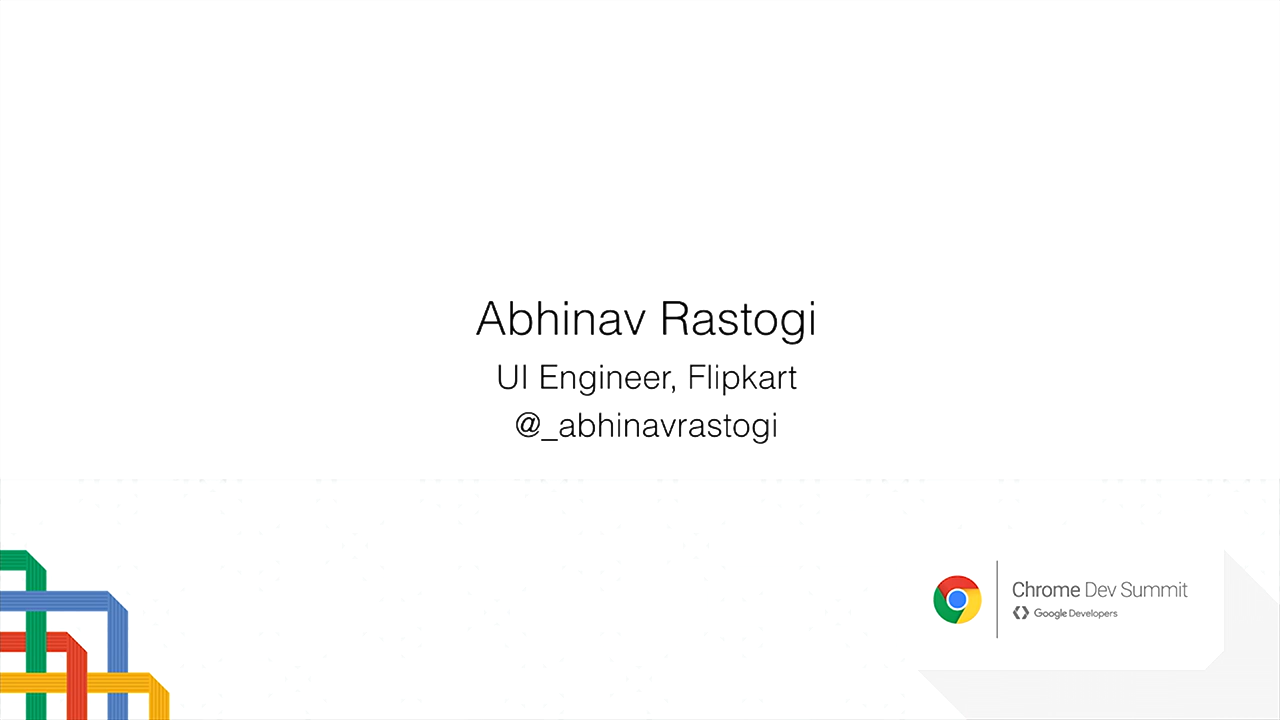 Abhinav Rastogi
UI Engineer, Flipkart
@_abhinavrastogi
Chrome Dev Summit
Google Developers